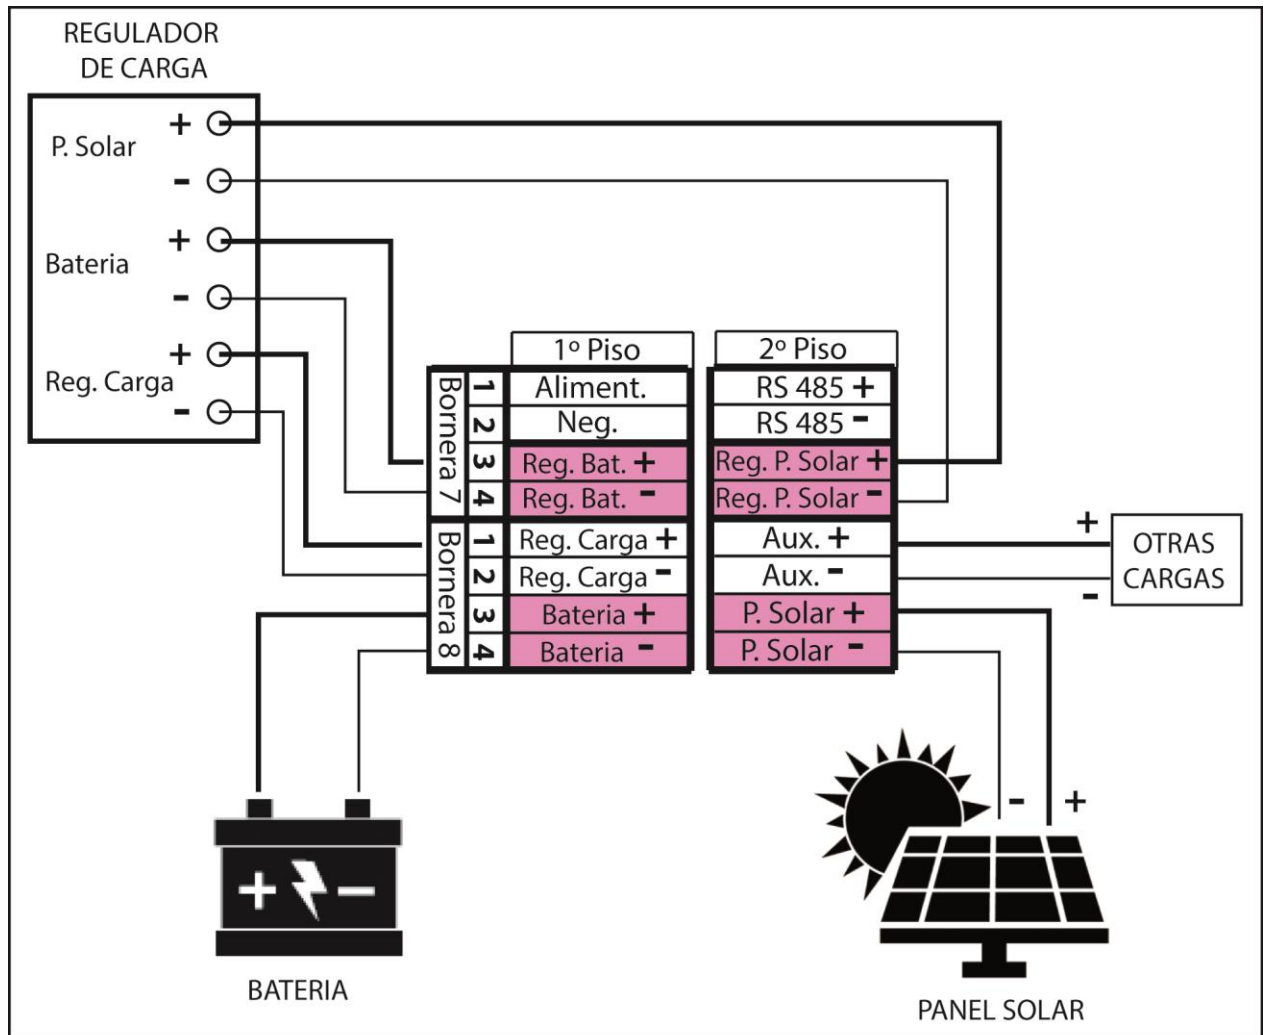 REGULADOR
DE CARGA
P. Solar
+
-
Bateria
+
-
Reg. Carga
+
-
1º Piso
2º Piso
Bornera 7
1
Aliment.
RS 485 +
2
Neg.
RS 485 -
3
Reg. Bat. +
Reg. P. Solar +
4
Reg. Bat. -
Reg. P. Solar -
Bornera 8
1
Reg. Carga +
Aux. +
2
Reg. Carga -
Aux. -
3
Bateria +
P. Solar +
4
Bateria -
P. Solar -
+
-
OTRAS
CARGAS
+ -
BATERIA
- +
PANEL SOLAR